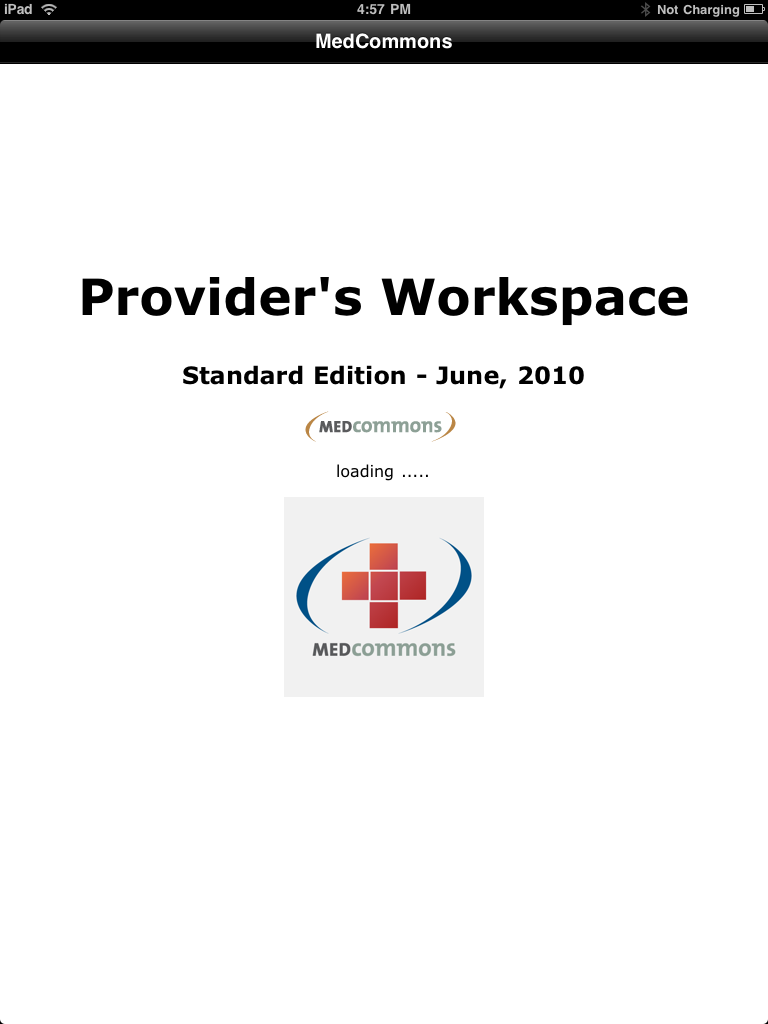 iPad 4:57 PM Not Charging
MedCommons
Provider's Workspace
Standard Edition - June, 2010
MEDcommons
loading .....
MEDcommons